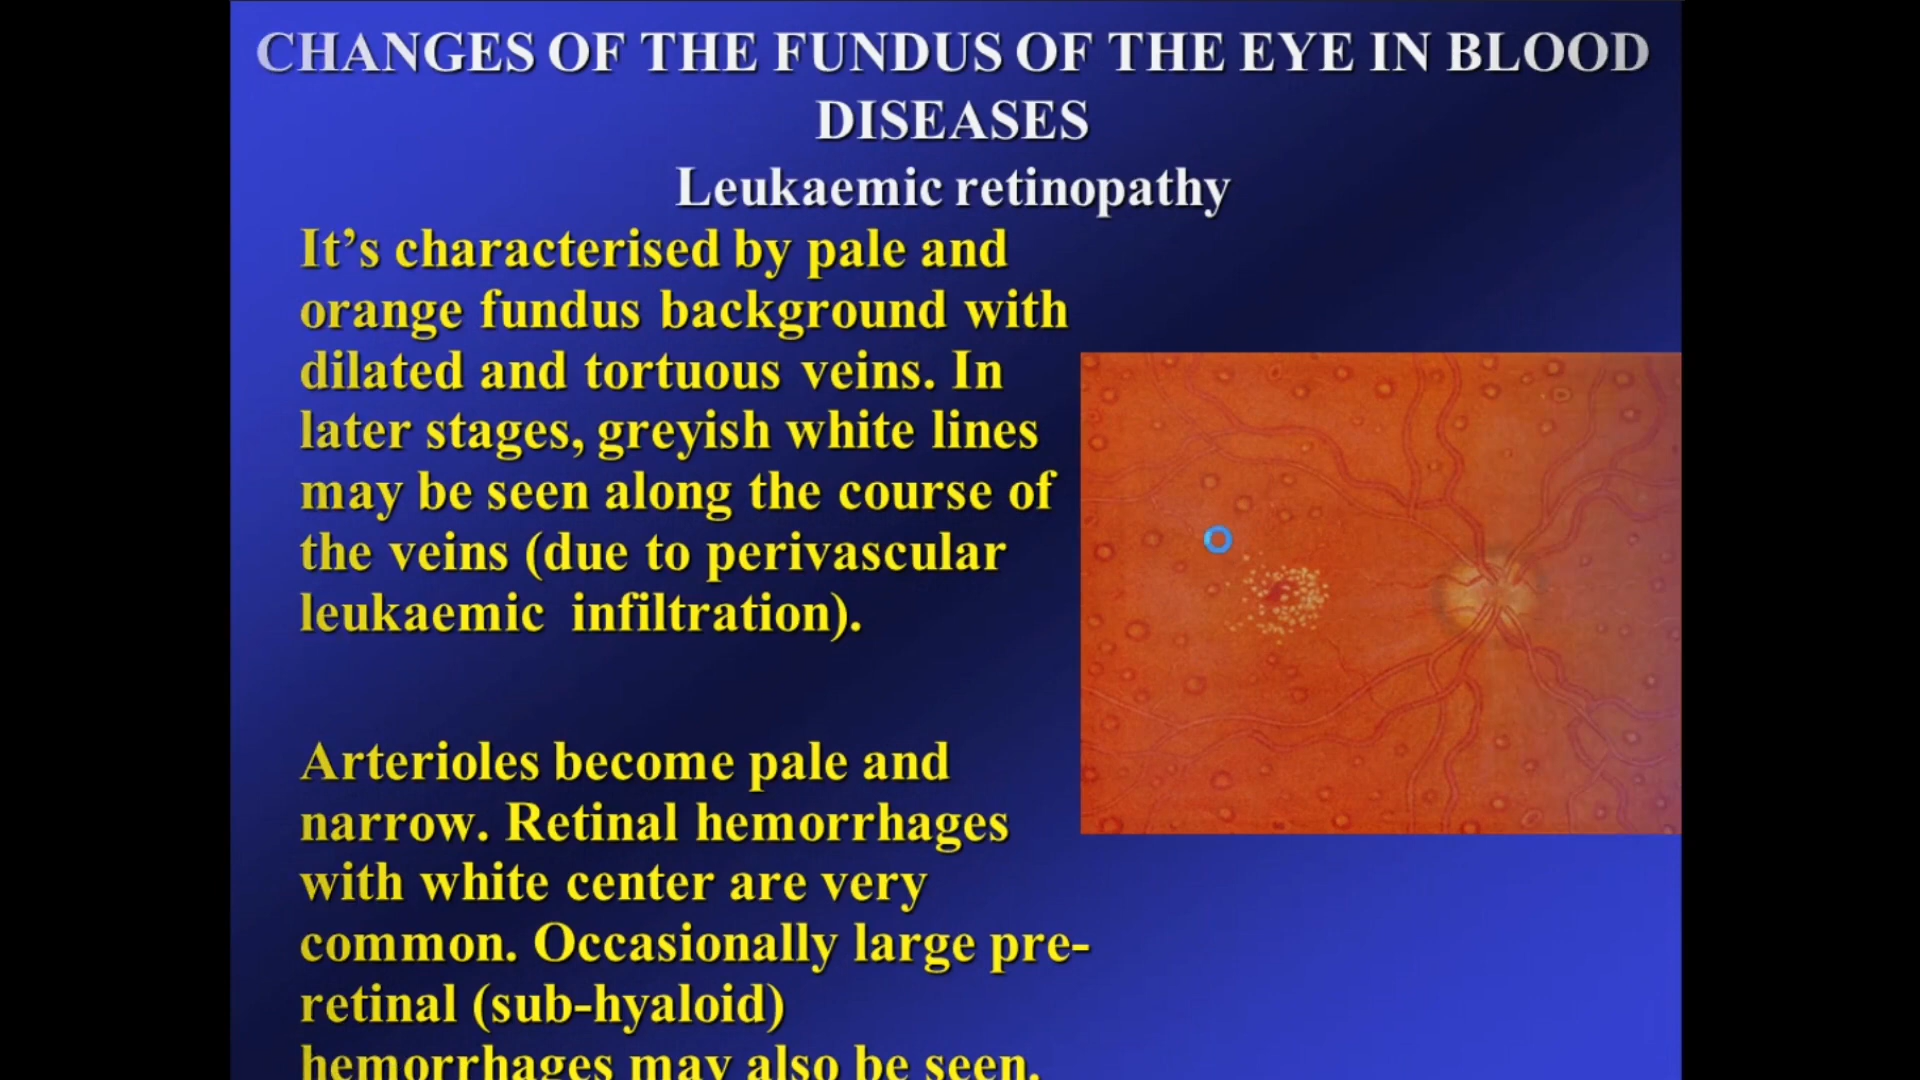 CHANGES OF THE FUNDUS OF THE EYE IN BLOOD
DISEASES
Leukaemic retinopathy
It’s characterised by pale and
orange fundus background with
dilated and tortuous veins. In
later stages, greyish white lines
may be seen along the course of
the veins (due to perivascular
leukaemic infiltration).
Arterioles become pale and
narrow. Retinal hemorrhages
with white center are very
common. Occasionally large pre-
retinal (sub-hyaloid)
hemorrhages may also be seen.